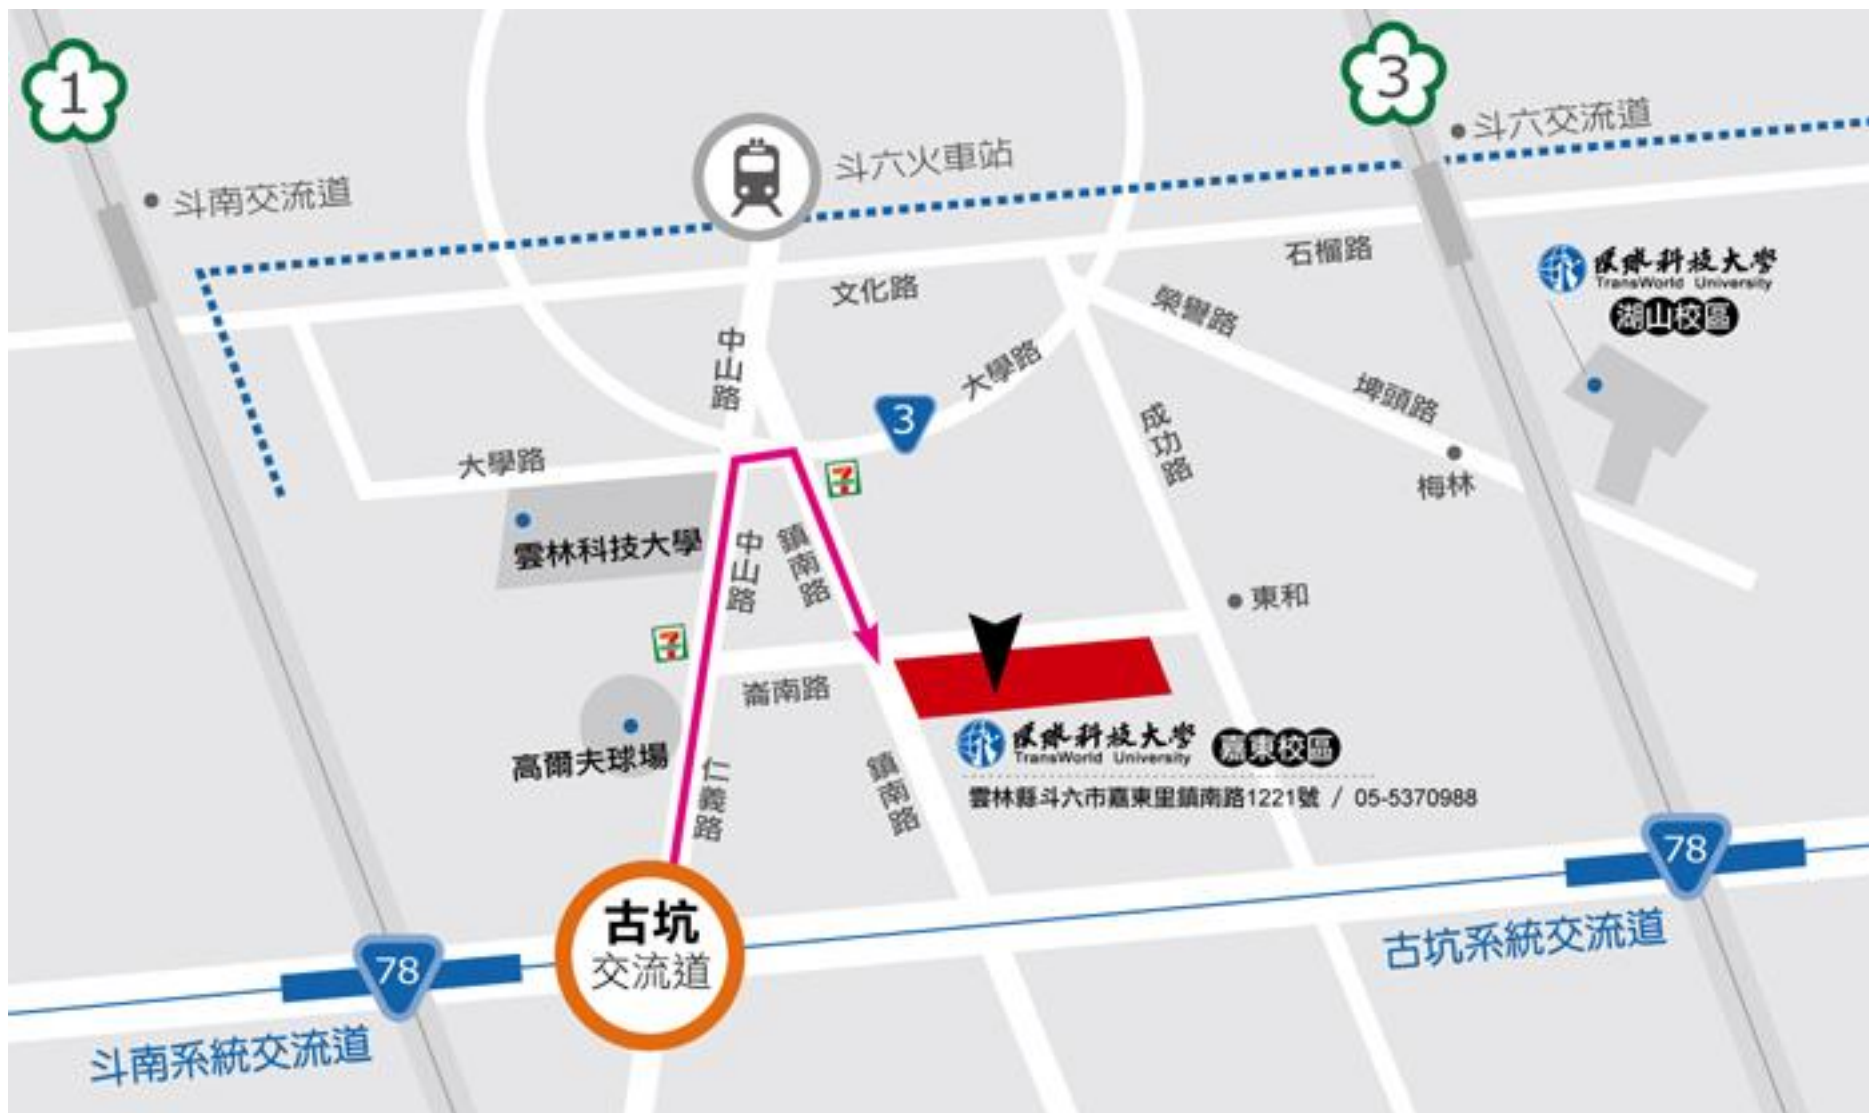 1
3
斗六交流道
斗六火車站
斗南交流道
石榴路
環球科技大學
TransWorld University
湖山校區
文化路
榮譽路
中山路
大學路
3
埤頭路
成功路
大學路
7
梅林
雲林科技大學
中山路
鎮南路
東和
7
崙南路
環球科技大學
TransWorld University
嘉東校區
高爾夫球場
仁義路
鎮南路
雲林縣斗六市嘉東里鎮南路1221號 / 05-5370988
78
古坑
交流道
古坑系統交流道
78
斗南系統交流道